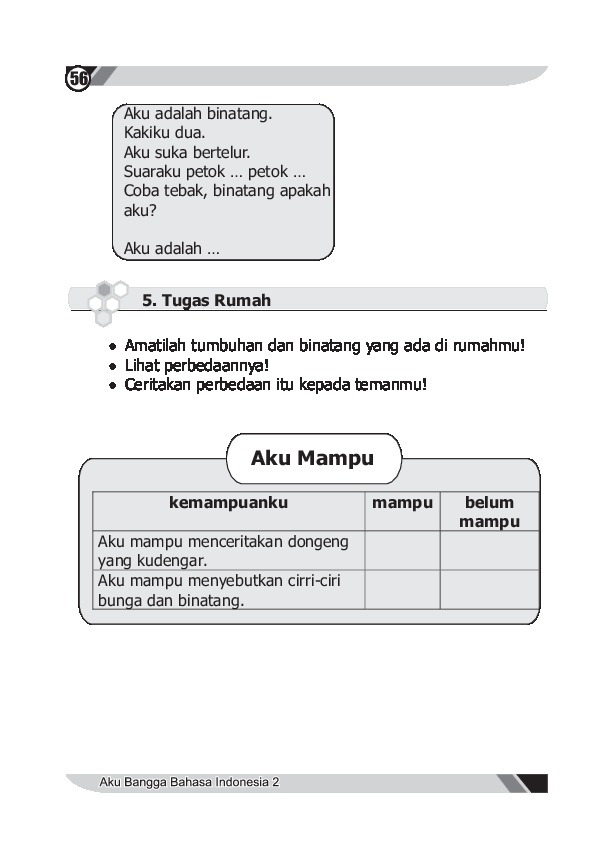 56
Aku adalah binatang.
Kakiku dua.
Aku suka bertelur.
Suaraku petok ... petok ...
Coba tebak, binatang apakah
aku?
Aku adalah ...
5. Tugas Rumah
• Amatilah tumbuhan dan binatang yang ada di rumahmu!
• Lihat perbedaannya!
• Ceritakan perbedaan itu kepada temanmu!
Aku Mampu
kemampuanku mampu belum
mampu
Aku mampu menceritakan dongeng
yang kudengar.
Aku mampu menyebutkan cirri-ciri
bunga dan binatang.
Aku Bangga Bahasa Indonesia 2